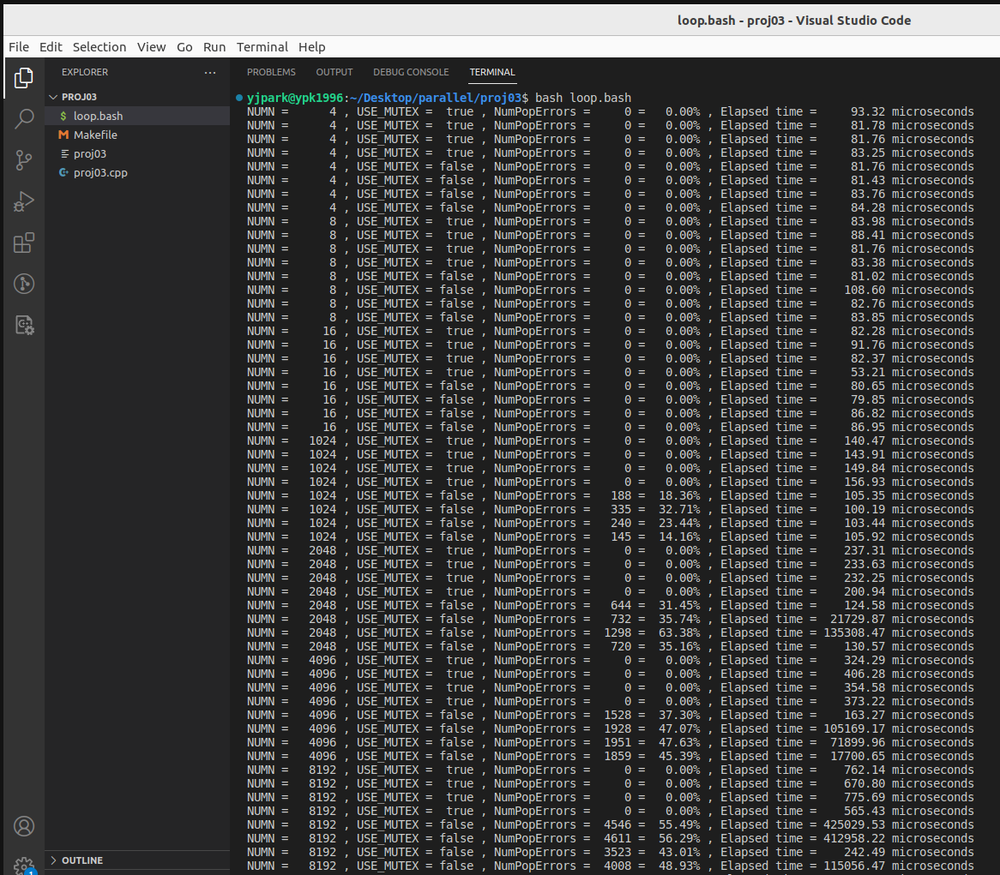 loop.bash - proj03 - Visual Studio Code
File Edit Selection View Go Run Terminal Help
EXPLORER ...
PROJ03
$ loop.bash
M Makefile
proj03
proj03.cpp
OUTLINE
1
PROBLEMS OUTPUT DEBUG CONSOLE TERMINAL
yjpark@ypk1996:~/Desktop/parallel/proj03$ bash loop.bash
NUMN = 4 , USE_MUTEX = true , NumPopErrors = 0 = 0.00% , Elapsed time = 93.32 microseconds
NUMN = 4 , USE_MUTEX = true , NumPopErrors = 0 = 0.00% , Elapsed time = 81.78 microseconds
NUMN = 4 , USE_MUTEX = true , NumPopErrors = 0 = 0.00% , Elapsed time = 81.76 microseconds
NUMN = 4 , USE_MUTEX = true , NumPopErrors = 0 = 0.00% , Elapsed time = 83.25 microseconds
NUMN = 4 , USE_MUTEX = false , NumPopErrors = 0 = 0.00% , Elapsed time = 81.76 microseconds
NUMN = 4 , USE_MUTEX = false , NumPopErrors = 0 = 0.00% , Elapsed time = 81.43 microseconds
NUMN = 4 , USE_MUTEX = false , NumPopErrors = 0 = 0.00% , Elapsed time = 83.76 microseconds
NUMN = 4 , USE_MUTEX = false , NumPopErrors = 0 = 0.00% , Elapsed time = 84.28 microseconds
NUMN = 8 , USE_MUTEX = true , NumPopErrors = 0 = 0.00% , Elapsed time = 83.98 microseconds
NUMN = 8 , USE_MUTEX = true , NumPopErrors = 0 = 0.00% , Elapsed time = 88.41 microseconds
NUMN = 8 , USE_MUTEX = true , NumPopErrors = 0 = 0.00% , Elapsed time = 81.76 microseconds
NUMN = 8 , USE_MUTEX = true , NumPopErrors = 0 = 0.00% , Elapsed time = 83.38 microseconds
NUMN = 8 , USE_MUTEX = false , NumPopErrors = 0 = 0.00% , Elapsed time = 81.02 microseconds
NUMN = 8 , USE_MUTEX = false , NumPopErrors = 0 = 0.00% , Elapsed time = 108.60 microseconds
NUMN = 8 , USE_MUTEX = false , NumPopErrors = 0 = 0.00% , Elapsed time = 82.76 microseconds
NUMN = 8 , USE_MUTEX = false , NumPopErrors = 0 = 0.00% , Elapsed time = 83.85 microseconds
NUMN = 16 , USE_MUTEX = true , NumPopErrors = 0 = 0.00% , Elapsed time = 82.28 microseconds
NUMN = 16 , USE_MUTEX = true , NumPopErrors = 0 = 0.00% , Elapsed time = 91.76 microseconds
NUMN = 16 , USE_MUTEX = true , NumPopErrors = 0 = 0.00% , Elapsed time = 82.37 microseconds
NUMN = 16 , USE_MUTEX = true , NumPopErrors = 0 = 0.00% , Elapsed time = 53.21 microseconds
NUMN = 16 , USE_MUTEX = false , NumPopErrors = 0 = 0.00% , Elapsed time = 80.65 microseconds
NUMN = 16 , USE_MUTEX = false , NumPopErrors = 0 = 0.00% , Elapsed time = 79.85 microseconds
NUMN = 16 , USE_MUTEX = false , NumPopErrors = 0 = 0.00% , Elapsed time = 86.82 microseconds
NUMN = 16 , USE_MUTEX = false , NumPopErrors = 0 = 0.00% , Elapsed time = 86.95 microseconds
NUMN = 1024 , USE_MUTEX = true , NumPopErrors = 0 = 0.00% , Elapsed time = 140.47 microseconds
NUMN = 1024 , USE_MUTEX = true , NumPopErrors = 0 = 0.00% , Elapsed time = 143.91 microseconds
NUMN = 1024 , USE_MUTEX = true , NumPopErrors = 0 = 0.00% , Elapsed time = 149.84 microseconds
NUMN = 1024 , USE_MUTEX = true , NumPopErrors = 0 = 0.00% , Elapsed time = 156.93 microseconds
NUMN = 1024 , USE_MUTEX = false , NumPopErrors = 188 = 18.36% , Elapsed time = 105.35 microseconds
NUMN = 1024 , USE_MUTEX = false , NumPopErrors = 335 = 32.71% , Elapsed time = 100.19 microseconds
NUMN = 1024 , USE_MUTEX = false , NumPopErrors = 240 = 23.44% , Elapsed time = 103.44 microseconds
NUMN = 1024 , USE_MUTEX = false , NumPopErrors = 145 = 14.16% , Elapsed time = 105.92 microseconds
NUMN = 2048 , USE_MUTEX = true , NumPopErrors = 0 = 0.00% , Elapsed time = 237.31 microseconds
NUMN = 2048 , USE_MUTEX = true , NumPopErrors = 0 = 0.00% , Elapsed time = 233.63 microseconds
NUMN = 2048 , USE_MUTEX = true , NumPopErrors = 0 = 0.00% , Elapsed time = 232.25 microseconds
NUMN = 2048 , USE_MUTEX = true , NumPopErrors = 0 = 0.00% , Elapsed time = 200.94 microseconds
NUMN = 2048 , USE_MUTEX = false , NumPopErrors = 644 = 31.45% , Elapsed time = 124.58 microseconds
NUMN = 2048 , USE_MUTEX = false , NumPopErrors = 732 = 35.74% , Elapsed time = 21729.87 microseconds
NUMN = 2048 , USE_MUTEX = false , NumPopErrors = 1298 = 63.38% , Elapsed time = 135308.47 microseconds
NUMN = 2048 , USE_MUTEX = false , NumPopErrors = 720 = 35.16% , Elapsed time = 130.57 microseconds
NUMN = 4096 , USE_MUTEX = true , NumPopErrors = 0 = 0.00% , Elapsed time = 324.29 microseconds
NUMN = 4096 , USE_MUTEX = true , NumPopErrors = 0 = 0.00% , Elapsed time = 406.28 microseconds
NUMN = 4096 , USE_MUTEX = true , NumPopErrors = 0 = 0.00% , Elapsed time = 354.58 microseconds
NUMN = 4096 , USE_MUTEX = true , NumPopErrors = 0 = 0.00% , Elapsed time = 373.22 microseconds
NUMN = 4096 , USE_MUTEX = false , NumPopErrors = 1528 = 37.30% , Elapsed time = 163.27 microseconds
NUMN = 4096 , USE_MUTEX = false , NumPopErrors = 1928 = 47.07% , Elapsed time = 105169.17 microseconds
NUMN = 4096 , USE_MUTEX = false , NumPopErrors = 1951 = 47.63% , Elapsed time = 71899.96 microseconds
NUMN = 4096 , USE_MUTEX = false , NumPopErrors = 1859 = 45.39% , Elapsed time = 17700.65 microseconds
NUMN = 8192 , USE_MUTEX = true , NumPopErrors = 0 = 0.00% , Elapsed time = 762.14 microseconds
NUMN = 8192 , USE_MUTEX = true , NumPopErrors = 0 = 0.00% , Elapsed time = 670.80 microseconds
NUMN = 8192 , USE_MUTEX = true , NumPopErrors = 0 = 0.00% , Elapsed time = 775.69 microseconds
NUMN = 8192 , USE_MUTEX = true , NumPopErrors = 0 = 0.00% , Elapsed time = 565.43 microseconds
NUMN = 8192 , USE_MUTEX = false , NumPopErrors = 4546 = 55.49% , Elapsed time = 425029.53 microseconds
NUMN = 8192 , USE_MUTEX = false , NumPopErrors = 4611 = 56.29% , Elapsed time = 412958.22 microseconds
NUMN = 8192 , USE_MUTEX = false , NumPopErrors = 3523 = 43.01% , Elapsed time = 242.49 microseconds
NUMN = 8192 , USE_MUTEX = false , NumPopErrors = 4008 = 48.93% , Elapsed time = 115056.47 microseconds